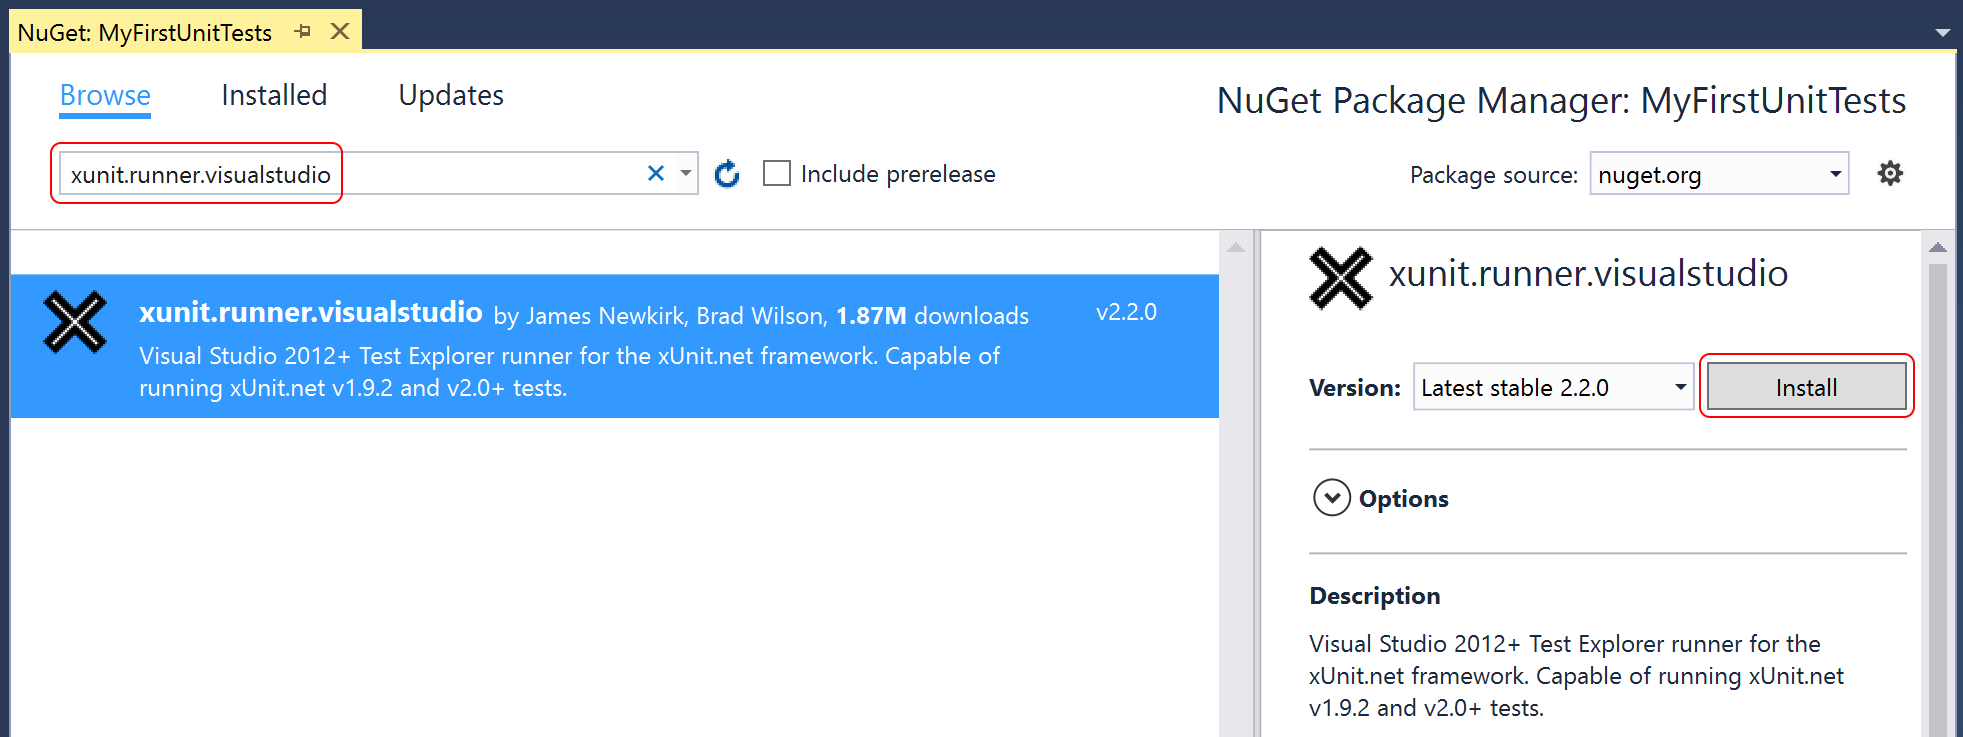 NuGet: MyFirstUnitTests
Browse Installed Updates
NuGet Package Manager: MyFirstUnitTests
xunit.runner.visualstudio
Include prerelease
Package source: nuget.org
xunit.runner.visualstudio by James Newkirk, Brad Wilson, 1.87M downloads v2.2.0
Visual Studio 2012+ Test Explorer runner for the xUnit.net framework. Capable of
running xUnit.net v1.9.2 and v2.0+ tests.
xunit.runner.visualstudio
Version: Latest stable 2.2.0 Install
Options
Description
Visual Studio 2012+ Test Explorer runner for the
xUnit.net framework. Capable of running xUnit.net
v1.9.2 and v2.0+ tests.